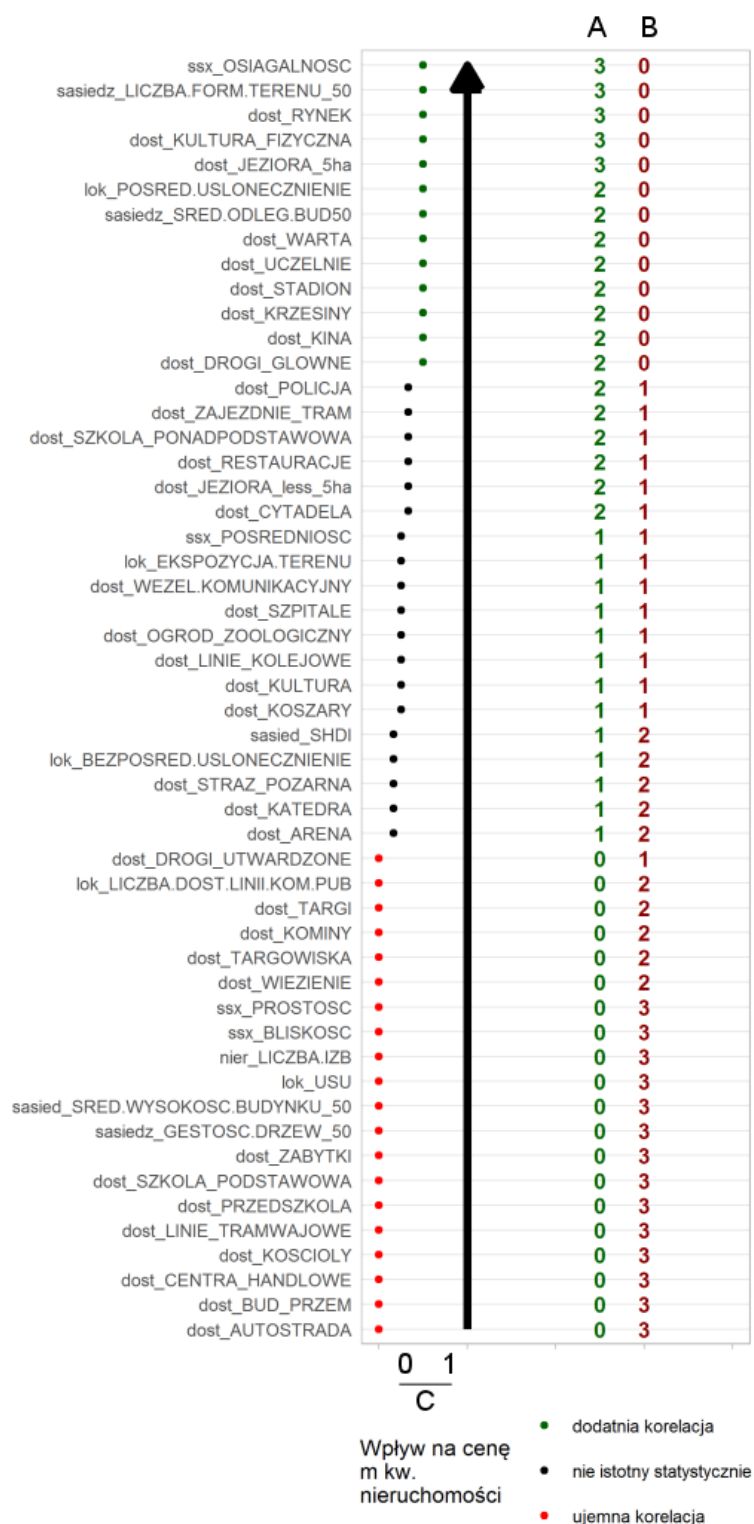 A B
ssx_OSIAGALNOSC 3 0
sasiedz_LICZBA.FORM.TERENU_50 3 0
dost_RYNEK 3 0
dost_KULTURA_FIZYCZNA 3 0
dost_JEZIORA_5ha 3 0
lok_POSRED.USLONECZNIENIE 2 0
sasiedz_SRED.ODLEG.BUD50 2 0
dost_WARTA 2 0
dost_UCZELNIE 2 0
dost_STADION 2 0
dost_KRZESINY 2 0
dost_KINA 2 0
dost_DROGI_GLOWNE 2 0
dost_POLICJA 2 1
dost_ZAJEZDNIE_TRAM 2 1
dost_SZKOLA_PONADPODSTAWOWA 2 1
dost_RESTAURACJE 2 1
dost_JEZIORA_less_5ha 2 1
dost_CYTADELA 2 1
ssx_POSREDNIOSC 1 1
lok_EKSPOZYCJA.TERENU 1 1
dost_WEZEL.KOMUNIKACYJNY 1 1
dost_SZPITALE 1 1
dost_OGROD_ZOOLOGICZNY 1 1
dost_LINIE_KOLEJOWE 1 1
dost_KULTURA 1 1
dost_KOSZARY 1 1
sasied_SHDI 1 2
lok_BEZPOSRED.USLONECZNIENIE 1 2
dost_STRAZ_POZARNA 1 2
dost_KATEDRA 1 2
dost_ARENA 1 2
dost_DROGI_UTWARDZONE 0 1
lok_LICZBA.DOST.LINII.KOM.PUB 0 2
dost_TARGI 0 2
dost_KOMINY 0 2
dost_TARGOWISKA 0 2
dost_WIEZIENIE 0 2
ssx_PROSTOSC 0 3
ssx_BLISKOSC 0 3
nier_LICZBA.IZB 0 3
lok_USU 0 3
sasied_SRED.WYSOKOSC.BUDYNKU_50 0 3
sasiedz_GESTOSC.DRZEW_50 0 3
dost_ZABYTKI 0 3
dost_SZKOLA_PODSTAWOWA 0 3
dost_PRZEDSZKOLA 0 3
dost_LINIE_TRAMWAJOWE 0 3
dost_KOSCIOLY 0 3
dost_CENTRA_HANDLOWE 0 3
dost_BUD_PRZEM 0 3
dost_AUTOSTRADA 0 3
0 1
C
Wpływ na cenę
m kw.
nieruchomości
dodatnia korelacja
nie istotny statystycznie
ujemna korelacja